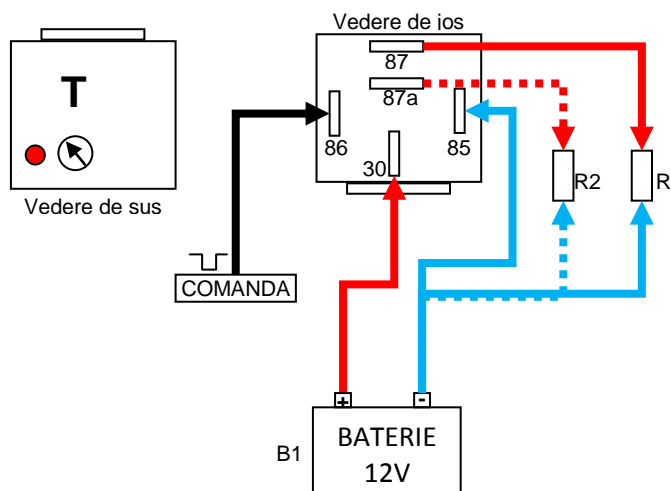 Vedere de jos
T
Vedere de sus
87
87a
86
85
30
R2
R
COMANDA
+
-
B1
BATERIE
12V